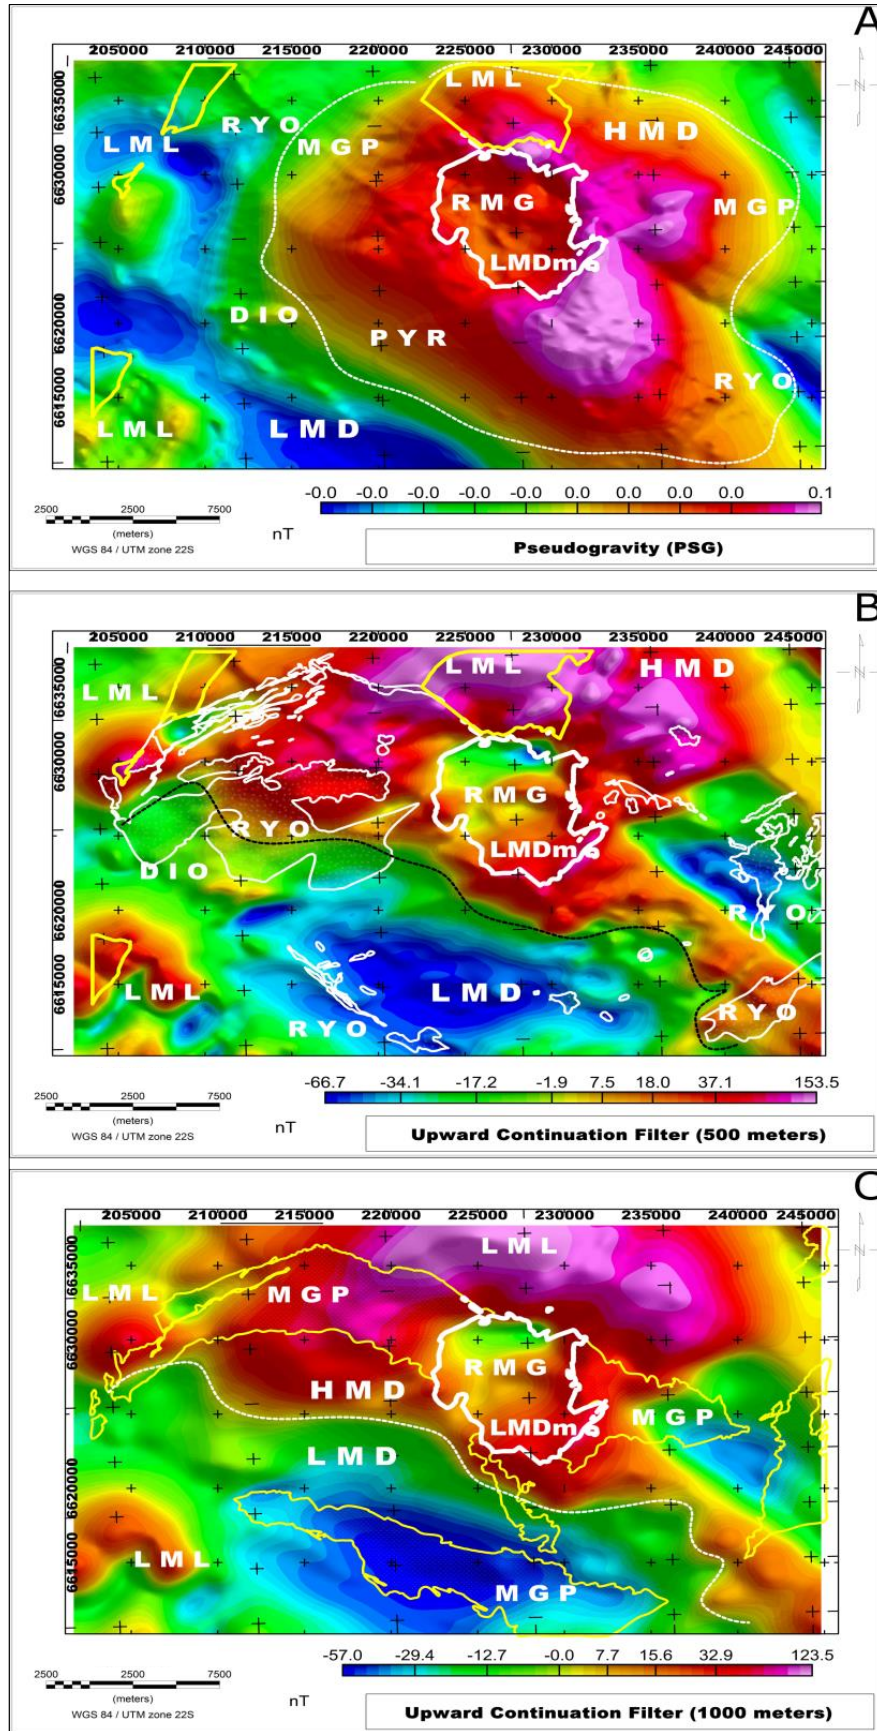 A
205000 210000 215000 220000 225000 230000 235000 240000 245000
6635000
6630000
6620000
6615000
N
LML
RYO
HMD
LML
MGP
RMG
MGP
LMDm
DIO
PYR
RYO
LML
LMD
-0.0 -0.0 -0.0 -0.0 -0.0 0.0 0.0 0.0 0.1
2500 2500 7500
(meters)
WGS 84 / UTM zone 22S
nT
Pseudogravity (PSG)
B
205000 210000 215000 220000 225000 230000 235000 240000 245000
6635000
6630000
6620000
6615000
N
LML
HMD
LML
RMG
RYO
LMDm
DIO
RYO
LML
LMD
RYO
RYO
-66.7 -34.1 -17.2 -1.9 7.5 18.0 37.1 153.5
2500 2500 7500
(meters)
WGS 84 / UTM zone 22S
nT
Upward Continuation Filter (500 meters)
C
205000 210000 215000 220000 225000 230000 235000 240000 245000
6635000
6630000
6620000
6615000
N
LML
LML
MGP
RMG
HMD
MGP
LMDm
LMD
LML
MGP
-57.0 -29.4 -12.7 -0.0 7.7 15.6 32.9 123.5
2500 2500 7500
(meters)
WGS 84 / UTM zone 22S
nT
Upward Continuation Filter (1000 meters)